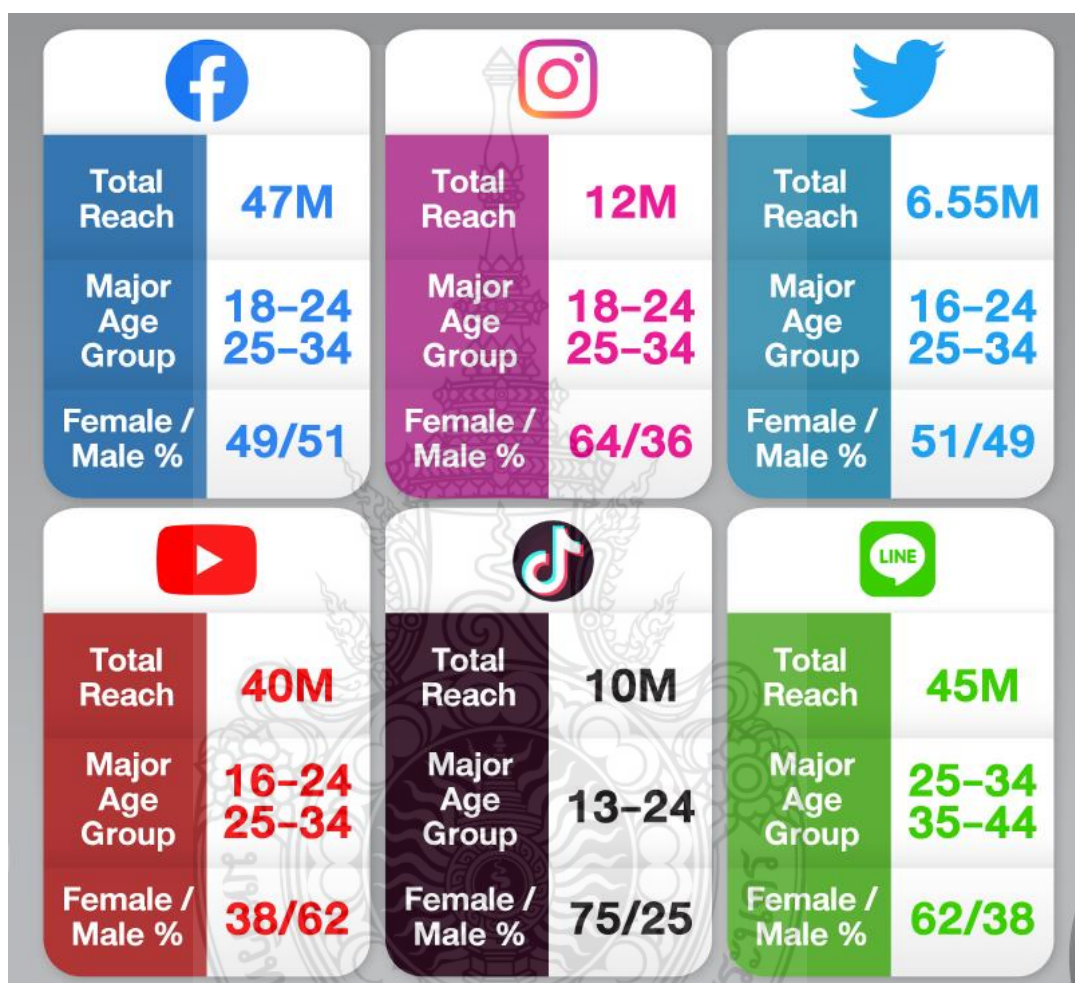 Total
Reach
47M
Major
Age
Group
18–24
25–34
Female /
Male %
49/51
Total
Reach
12M
Major
Age
Group
18–24
25–34
Female /
Male %
64/36
Total
Reach
6.55M
Major
Age
Group
16–24
25–34
Female /
Male %
51/49
Total
Reach
40M
Major
Age
Group
16–24
25–34
Female /
Male %
38/62
Total
Reach
10M
Major
Age
Group
13–24
Female /
Male %
75/25
LINE
Total
Reach
45M
Major
Age
Group
25–34
35–44
Female /
Male %
62/38